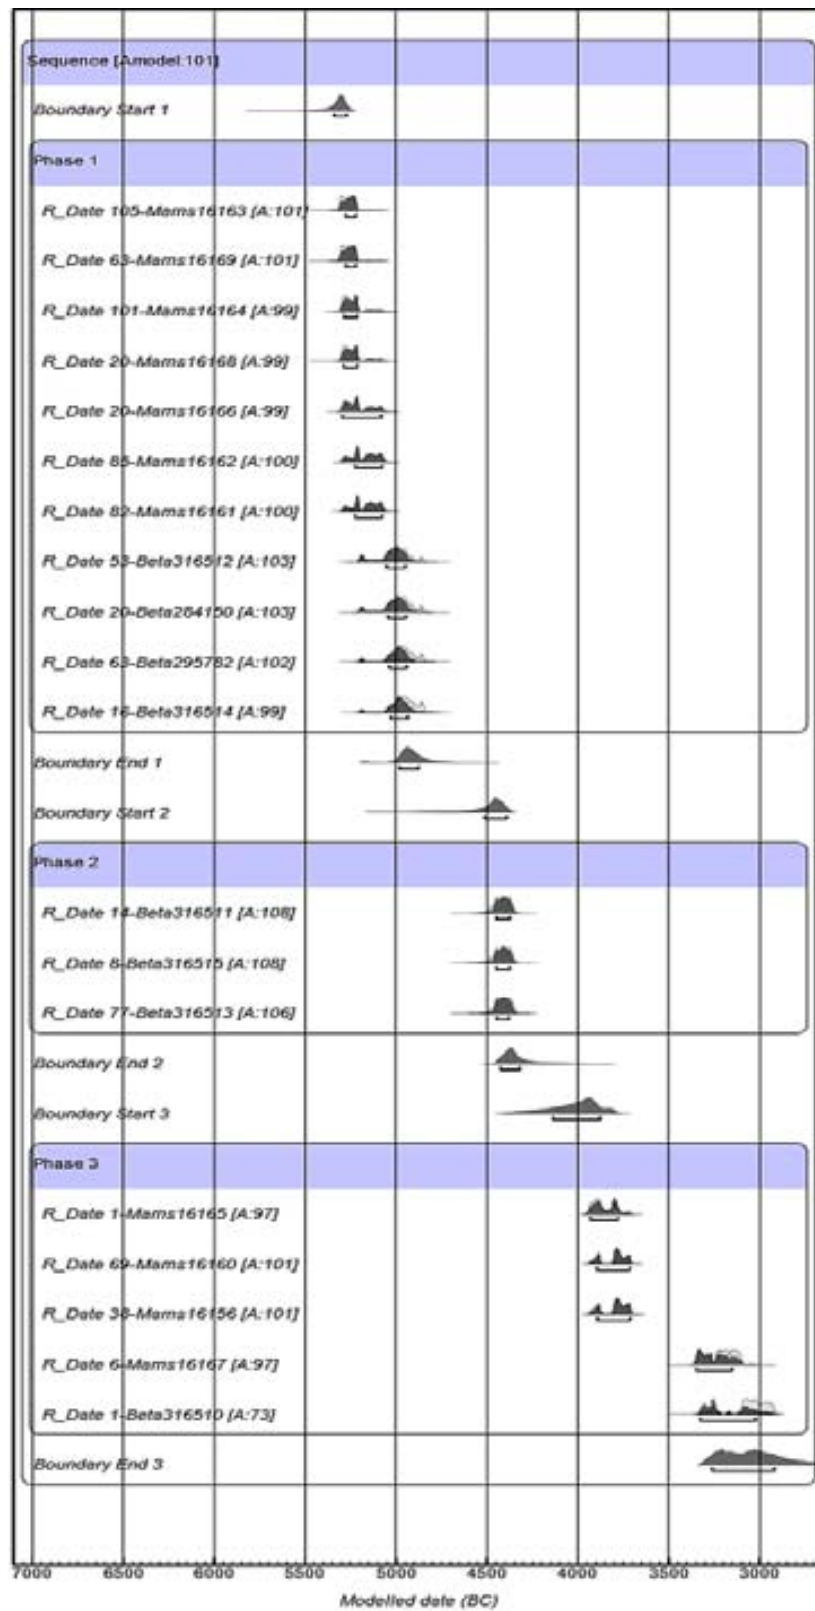 Sequence [Amodel:101]
Boundary Start 1
Phase 1
R_Date 105-Mams16163 [A:101]
R_Date 63-Mams16169 [A:101]
R_Date 101-Mams16164 [A:99]
R_Date 20-Mams16168 [A:99]
R_Date 20-Mams16166 [A:99]
R_Date 85-Mams16162 [A:100]
R_Date 82-Mams16161 [A:100]
R_Date 53-Beta316512 [A:103]
R_Date 20-Beta284150 [A:103]
R_Date 63-Beta295782 [A:102]
R_Date 16-Beta316514 [A:99]
Boundary End 1
Boundary Start 2
Phase 2
R_Date 14-Beta316511 [A:108]
R_Date 8-Beta316515 [A:108]
R_Date 77-Beta316513 [A:106]
Boundary End 2
Boundary Start 3
Phase 3
R_Date 1-Mams16165 [A:97]
R_Date 69-Mams16160 [A:101]
R_Date 38-Mams16156 [A:101]
R_Date 6-Mams16167 [A:97]
R_Date 1-Beta316510 [A:73]
Boundary End 3
7000 6500 6000 5500 5000 4500 4000 3500 3000
Modelled date (BC)